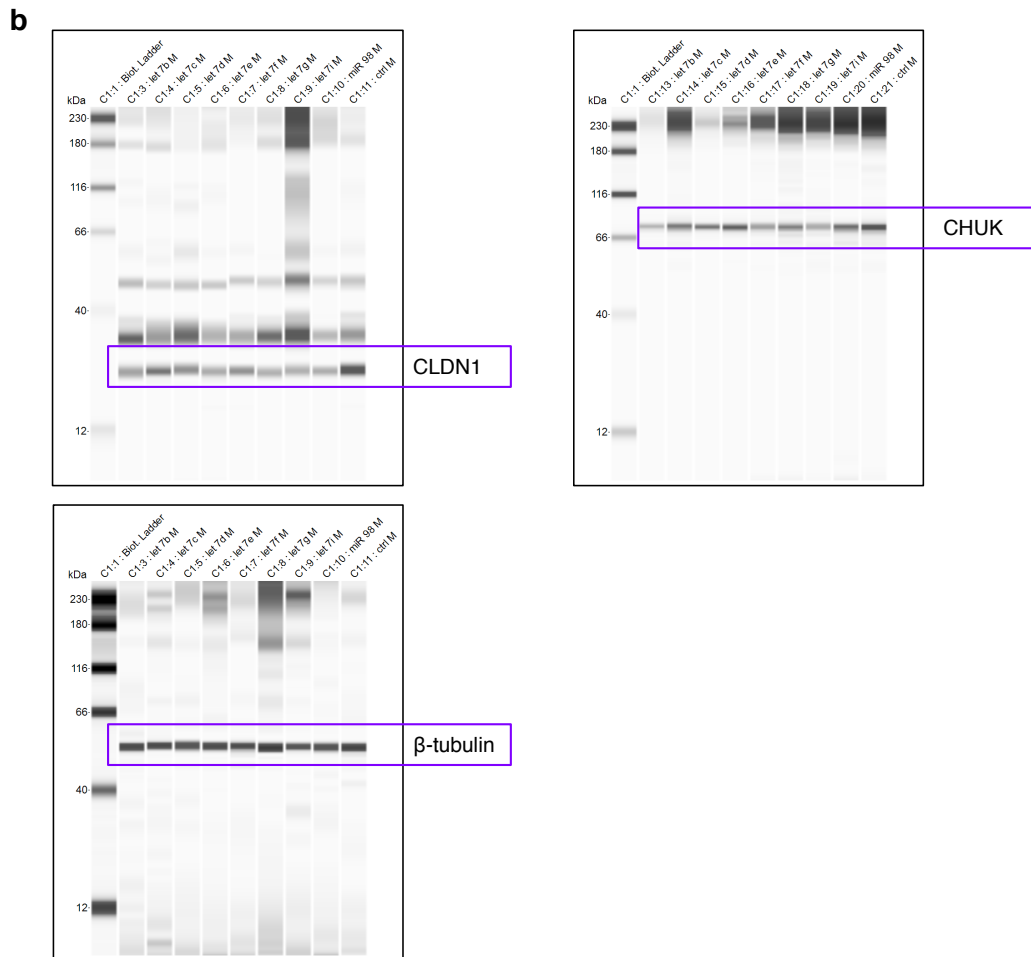 b
C1:1 : Biot. Ladder
C1:3 : let 7b M
C1:4 : let 7c M
C1:5 : let 7d M
C1:6 : let 7e M
C1:7 : let 7f M
C1:8 : let 7g M
C1:9 : let 7i M
C1:10 : miR 98 M
C1:11 : ctrl M
kDa
230-
180-
116-
66-
40-
12-
CLDN1
C1:1 : Biot. Ladder
C1:13 : let 7b M
C1:14 : let 7c M
C1:15 : let 7d M
C1:16 : let 7e M
C1:17 : let 7f M
C1:18 : let 7g M
C1:19 : let 7i M
C1:20 : miR 98 M
C1:21 : ctrl M
kDa
230-
180-
116-
66-
40-
12-
CHUK
C1:1 : Biot. Ladder
C1:3 : let 7b M
C1:4 : let 7c M
C1:5 : let 7d M
C1:6 : let 7e M
C1:7 : let 7f M
C1:8 : let 7g M
C1:9 : let 7i M
C1:10 : miR 98 M
C1:11 : ctrl M
kDa
230-
180-
116-
66-
40-
12-
β-tubulin